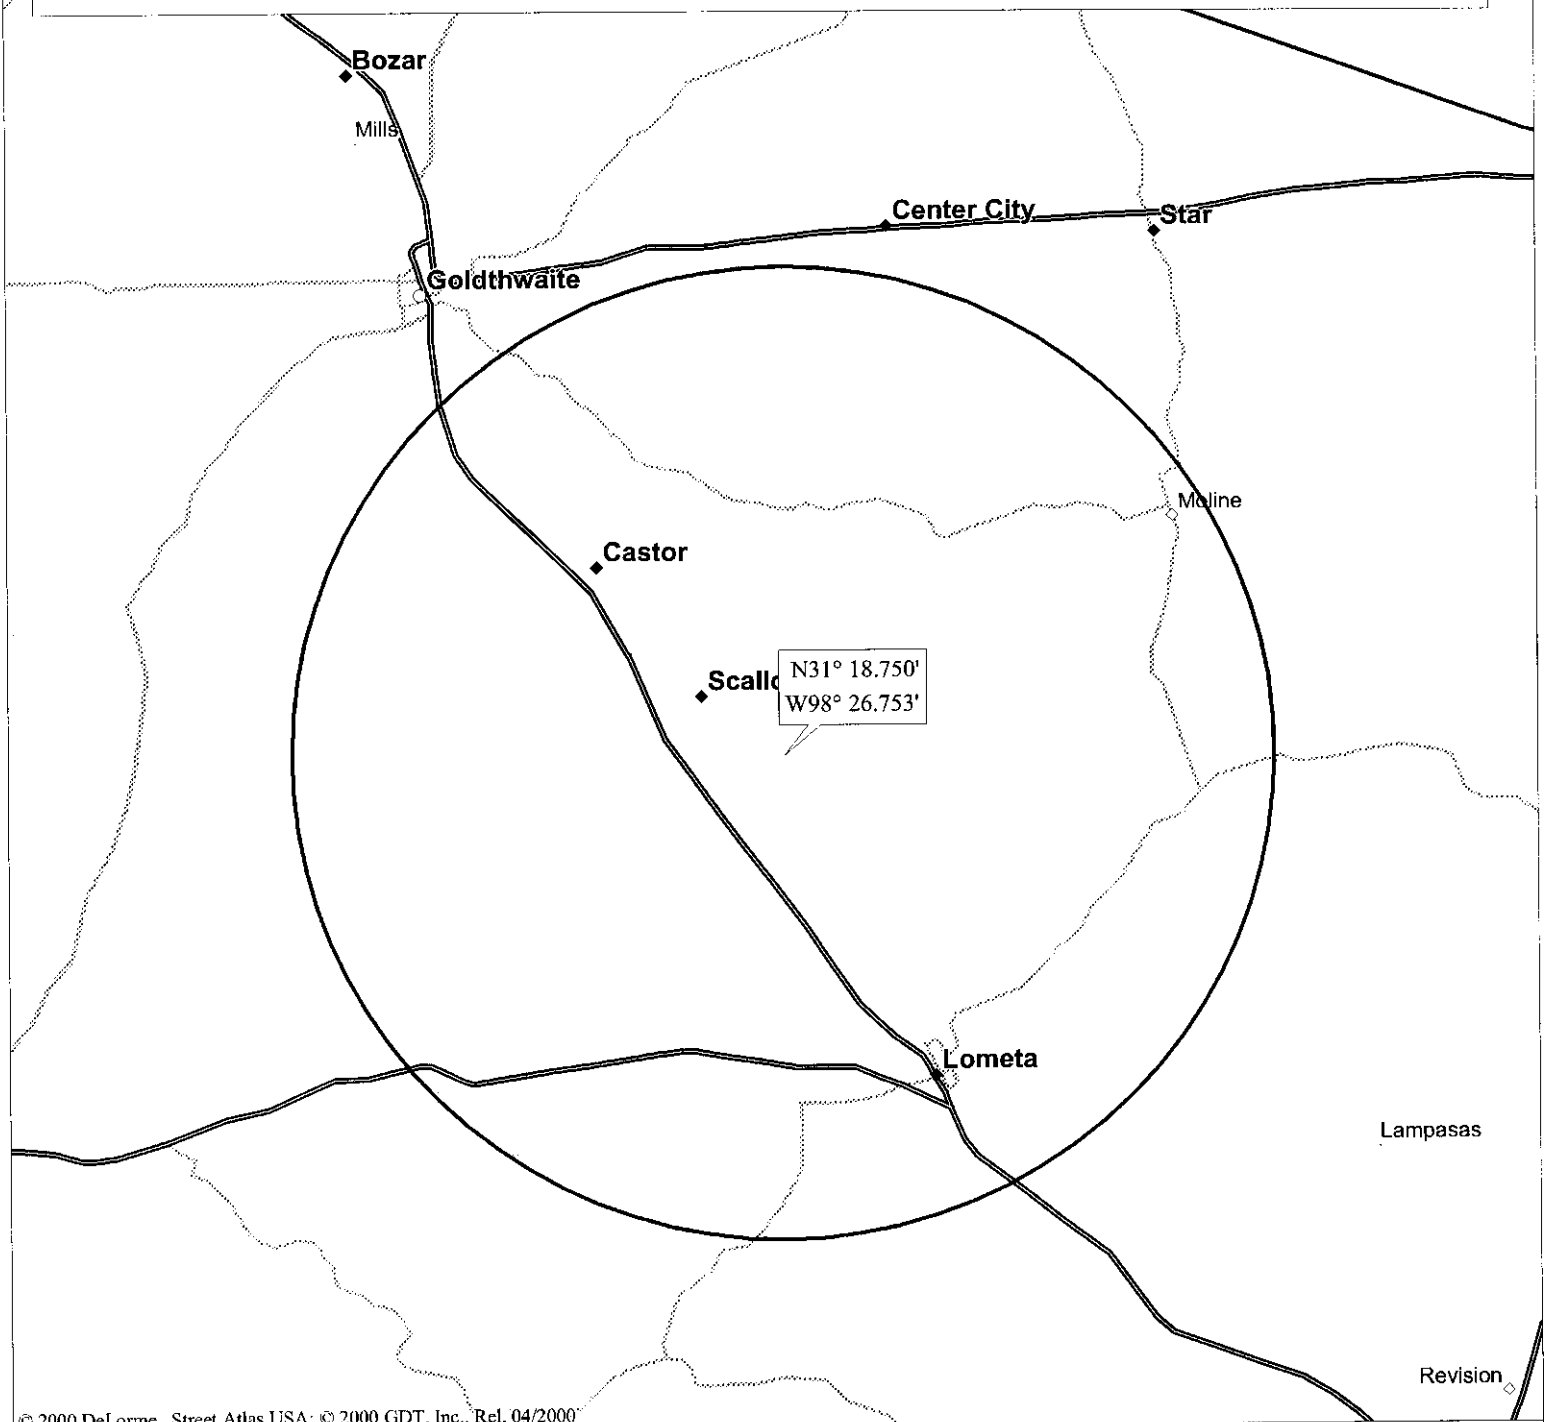 Bozar
Mills
Center City
Star
Goldthwaite
Moline
Castor
N31° 18.750'
W98° 26.753'
Lometa
Lampasas
Revision
© 2000 DeLorme. Street Atlas USA; © 2000 GDT, Inc., Rel. 04/2000